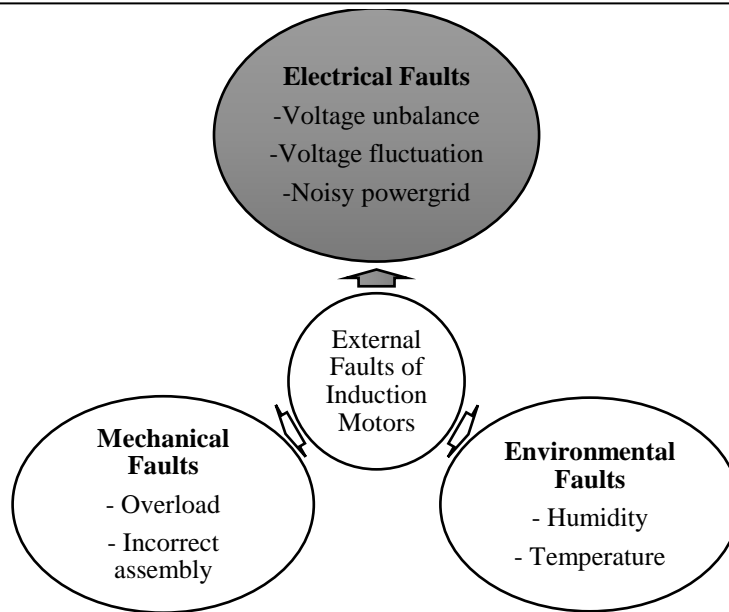 Electrical Faults
-Voltage unbalance
-Voltage fluctuation
-Noisy powergrid
External
Faults of
Induction
Motors
Mechanical
Faults
- Overload
- Incorrect
assembly
Environmental
Faults
- Humidity
- Temperature